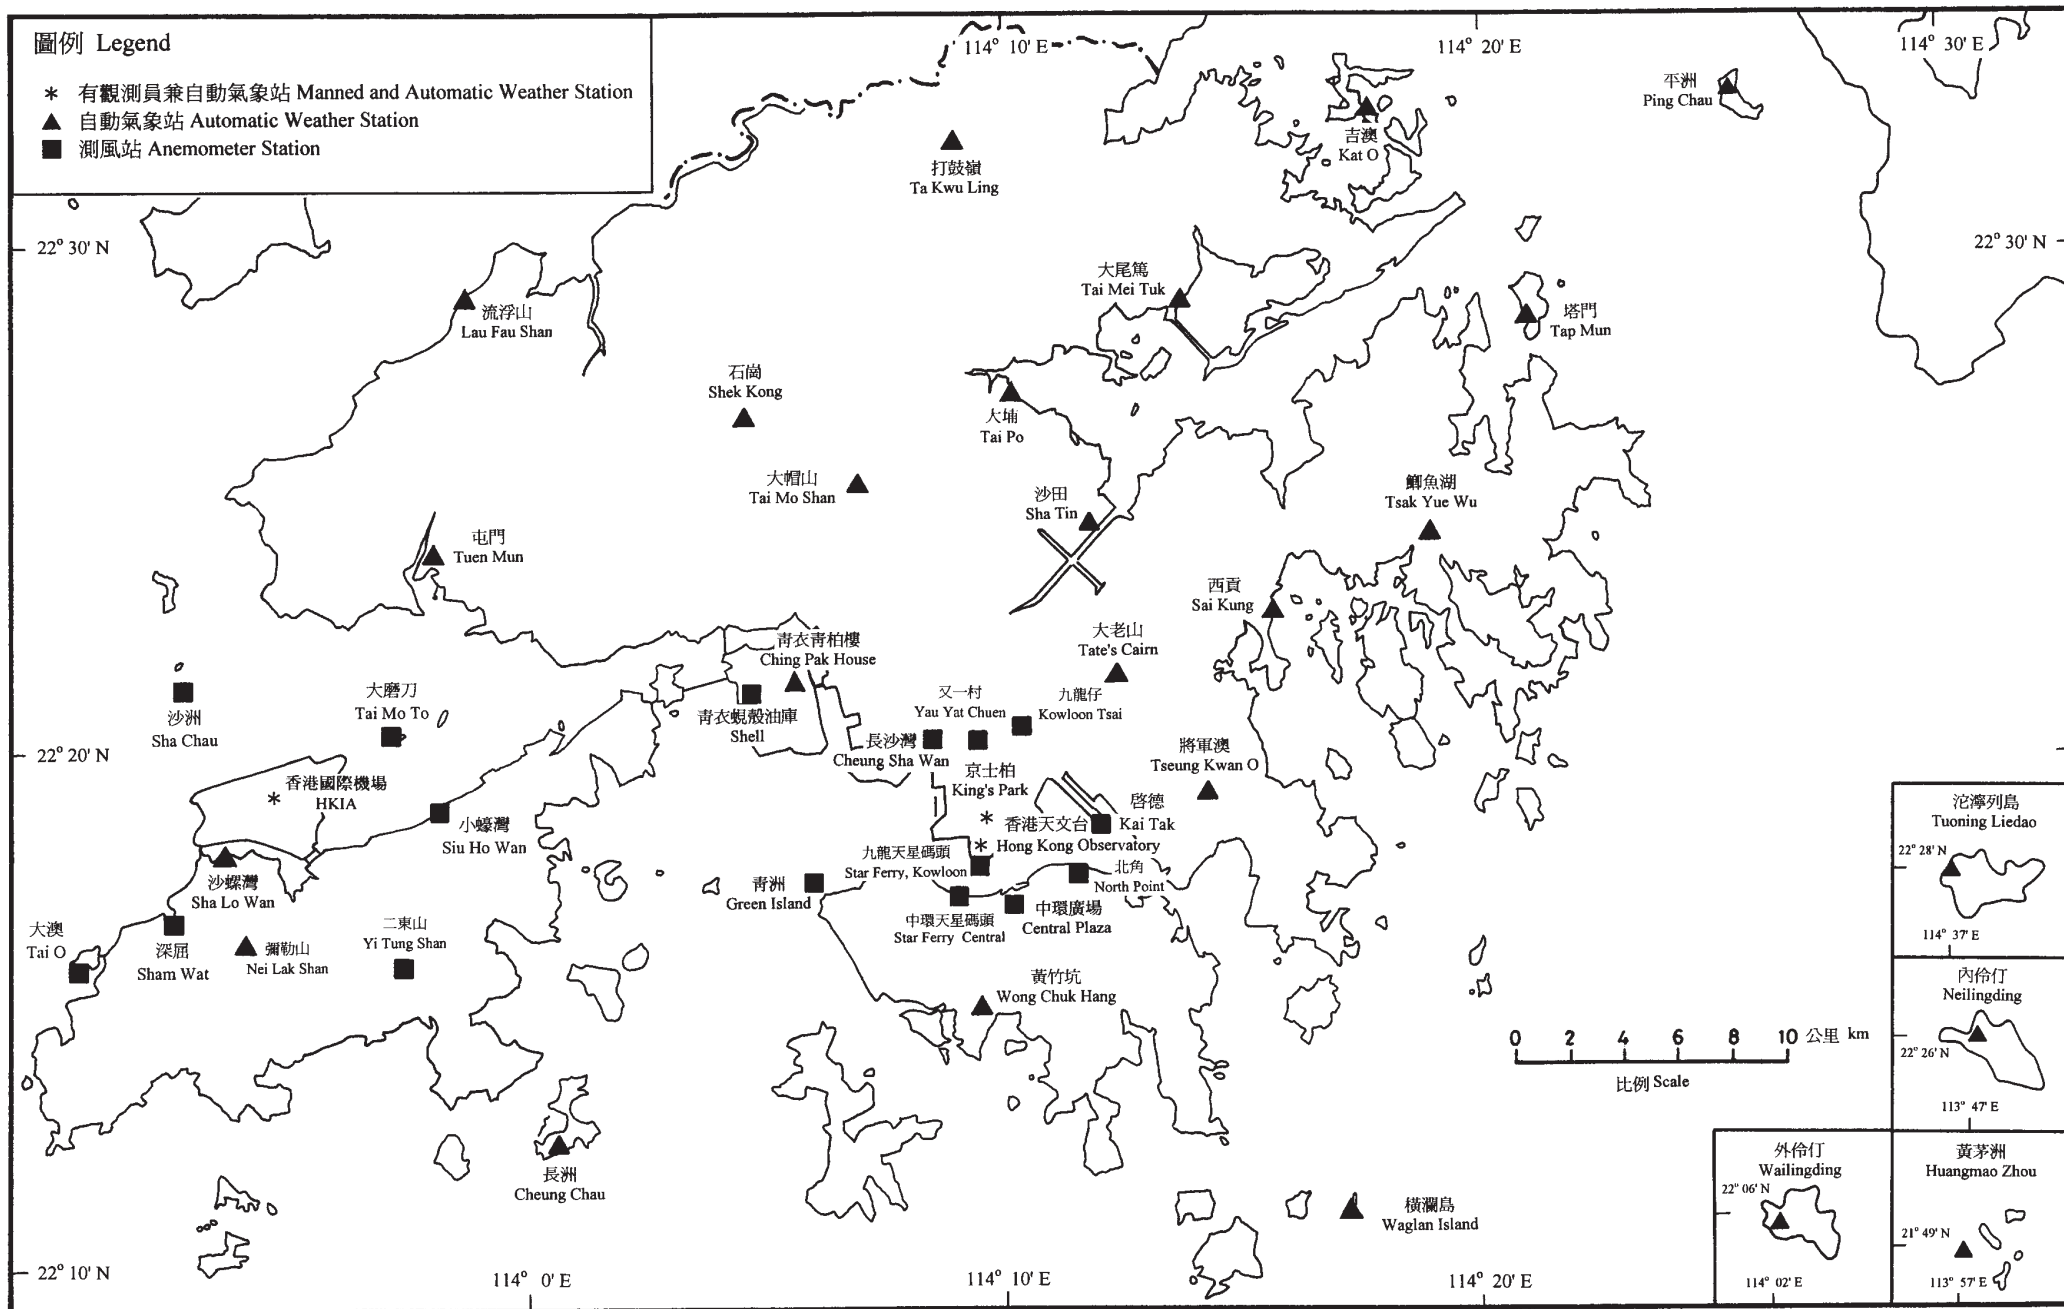 圖例 Legend
* 有觀測員兼自動氣象站 Manned and Automatic Weather Station
▲ 自動氣象站 Automatic Weather Station
■ 測風站 Anemometer Station
114° 10' E
114° 20' E
114° 30' E
平洲
Ping Chau
吉澳
Kat O
打鼓嶺
Ta Kwu Ling
22° 30' N
22° 30' N
大尾篤
Tai Mei Tuk
流浮山
Lau Fau Shan
塔門
Tap Mun
石崗
Shek Kong
大埔
Tai Po
大帽山
Tai Mo Shan
沙田
Sha Tin
鯽魚湖
Tsak Yue Wu
屯門
Tuen Mun
西貢
Sai Kung
大老山
Tate's Cairn
青衣青柏樓
Ching Pak House
沙洲
Sha Chau
大磨刀
Tai Mo To
青衣蜆殼油庫
Shell
又一村
Yau Yat Chuen
九龍仔
Kowloon Tsai
長沙灣
Cheung Sha Wan
將軍澳
Tseung Kwan O
22° 20' N
香港國際機場
HKIA
京士柏
King's Park
啓德
Kai Tak
小蠔灣
Siu Ho Wan
香港天文台
Hong Kong Observatory
沱濘列島
Tuoning Liedao
22° 28' N
114° 37' E
沙螺灣
Sha Lo Wan
九龍天星碼頭
Star Ferry, Kowloon
青洲
Green Island
北角
North Point
中環天星碼頭
Star Ferry Central
中環廣場
Central Plaza
大澳
Tai O
深屈
Sham Wat
彌勒山
Nei Lak Shan
二東山
Yi Tung Shan
黃竹坑
Wong Chuk Hang
內伶仃
Neilingding
22° 26' N
113° 47' E
0 2 4 6 8 10 公里 km
比例 Scale
長洲
Cheung Chau
橫瀾島
Waglan Island
外伶仃
Wailingding
22° 06' N
114° 02' E
黃茅洲
Huangmao Zhou
21° 49' N
113° 57' E
22° 10' N
114° 0' E
114° 10' E
114° 20' E